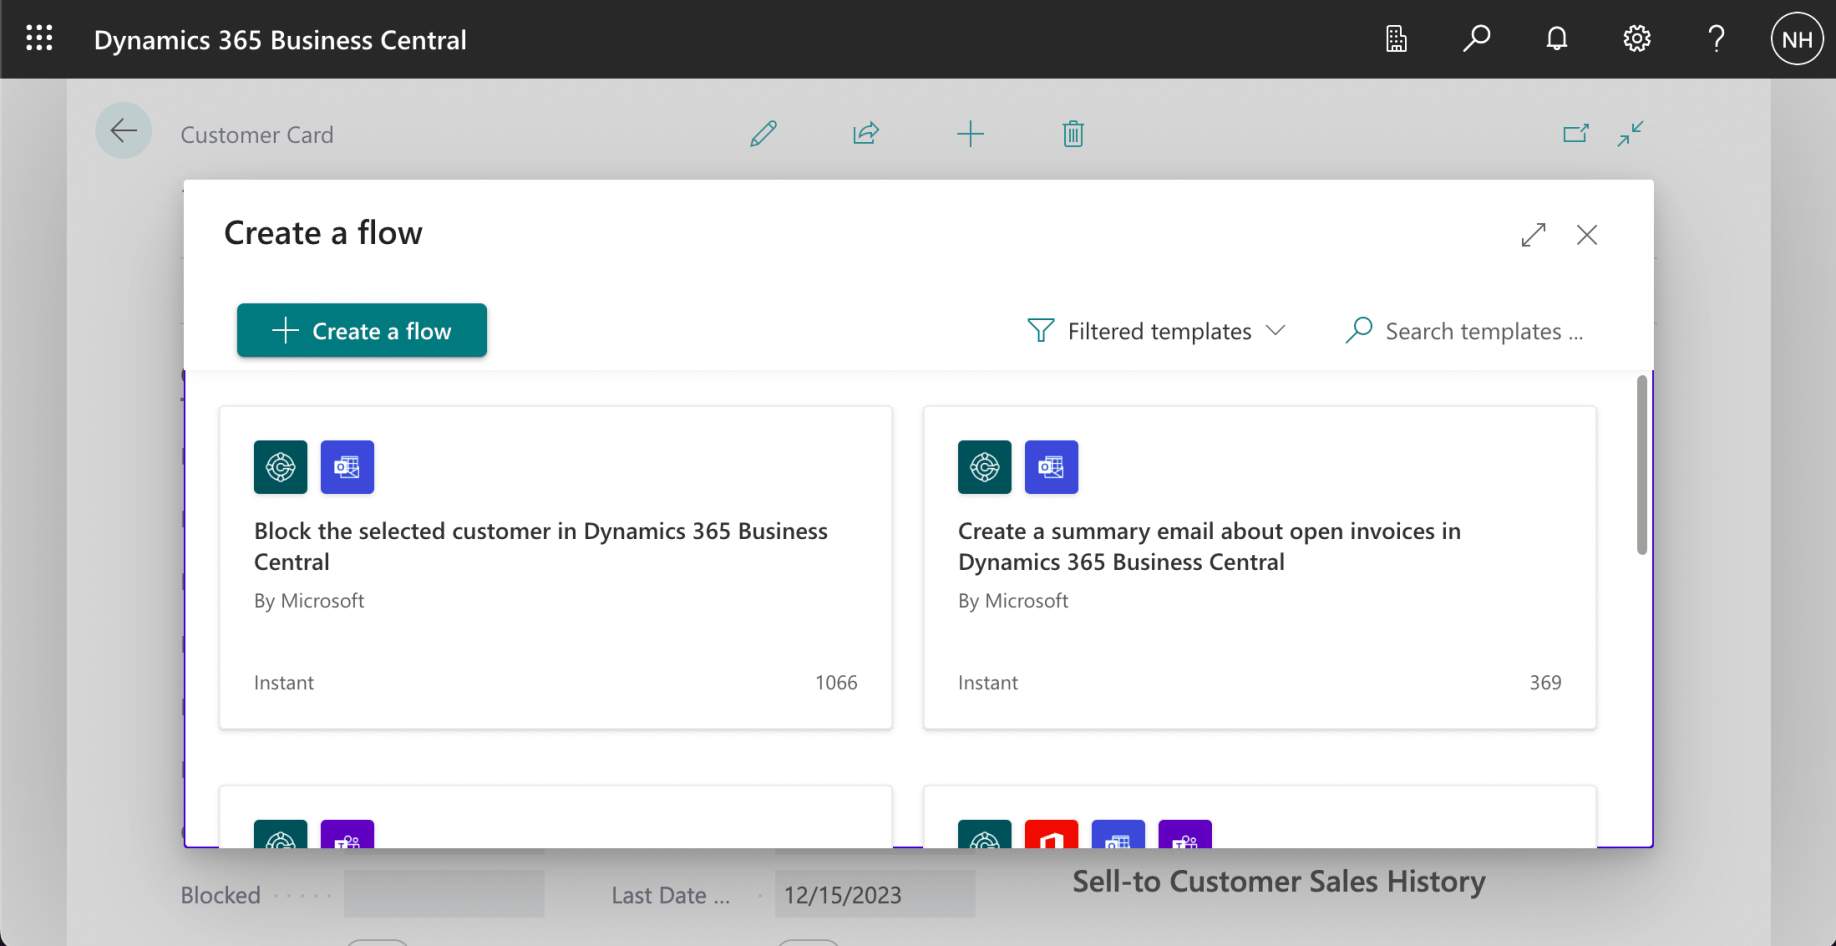 Dynamics 365 Business Central
NH
Customer Card
Create a flow
Create a flow
Filtered templates
Search templates ...
Block the selected customer in Dynamics 365 Business
Central
By Microsoft
Instant
1066
Create a summary email about open invoices in
Dynamics 365 Business Central
By Microsoft
Instant
369
Blocked
Last Date ...
12/15/2023
Sell-to Customer Sales History